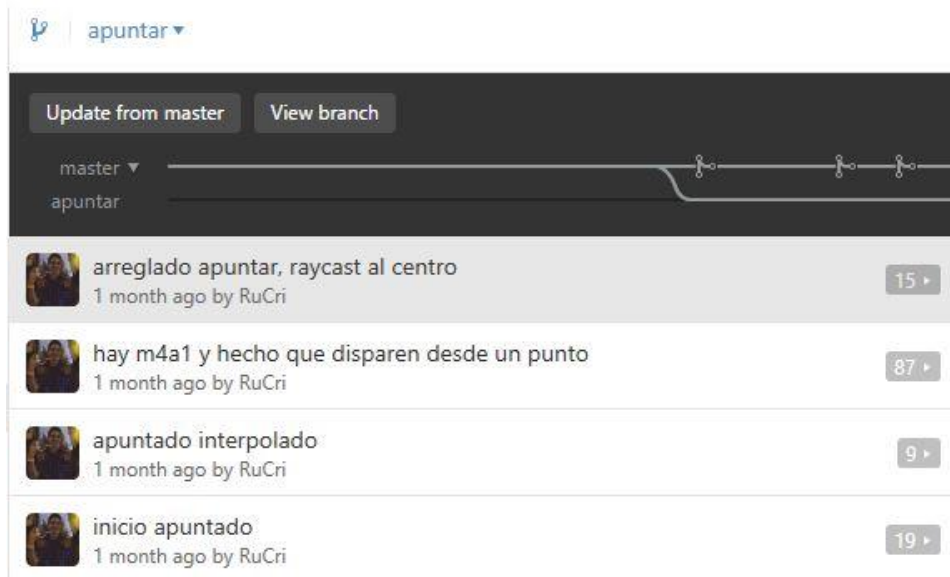 apuntar
Update from master View branch
master
apuntar
arreglado apuntar, raycast al centro
1 month ago by RuCri
15
hay m4a1 y hecho que disparen desde un punto
1 month ago by RuCri
87
apuntado interpolado
1 month ago by RuCri
9
inicio apuntado
1 month ago by RuCri
19